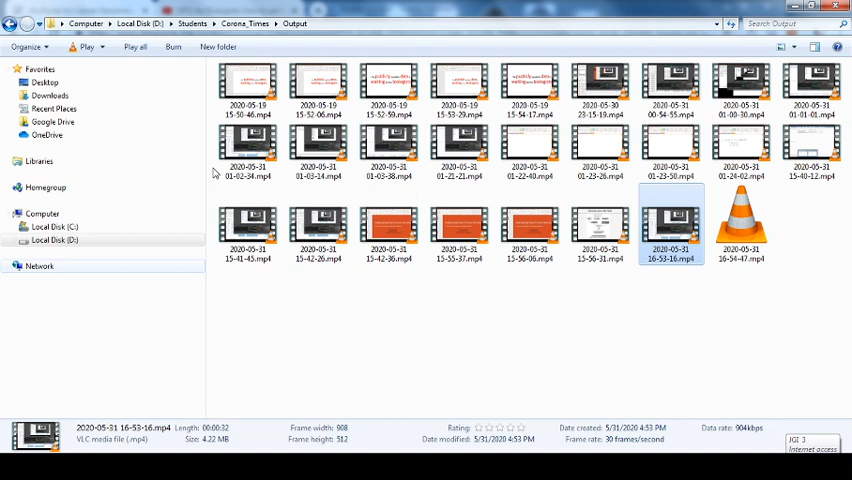 Computer ▸ Local Disk (D:) ▸ Students ▸ Corona_Times ▸ Output
Search Output
Organize Play Play all Burn New folder
Favorites
Desktop
Downloads
Recent Places
Google Drive
OneDrive
Libraries
Homegroup
Computer
Local Disk (C:)
Local Disk (D:)
Network
2020-05-19 15-50-46.mp4
2020-05-19 15-52-06.mp4
2020-05-19 15-52-59.mp4
2020-05-19 15-53-29.mp4
2020-05-19 15-54-17.mp4
2020-05-30 23-15-19.mp4
2020-05-31 00-54-55.mp4
2020-05-31 01-00-30.mp4
2020-05-31 01-01-01.mp4
2020-05-31 01-02-34.mp4
2020-05-31 01-03-14.mp4
2020-05-31 01-03-38.mp4
2020-05-31 01-21-21.mp4
2020-05-31 01-22-40.mp4
2020-05-31 01-23-26.mp4
2020-05-31 01-23-50.mp4
2020-05-31 01-24-02.mp4
2020-05-31 15-40-12.mp4
2020-05-31 15-41-45.mp4
2020-05-31 15-42-26.mp4
2020-05-31 15-42-36.mp4
2020-05-31 15-55-37.mp4
2020-05-31 15-56-06.mp4
2020-05-31 15-56-31.mp4
2020-05-31 16-53-16.mp4
2020-05-31 16-54-47.mp4
2020-05-31 16-53-16.mp4 Length: 00:00:32 Frame width: 908 Rating: Date created: 5/31/2020 4:53 PM Data rate: 904kbps
VLC media file (.mp4) Size: 4.22 MB Frame height: 512 Date modified: 5/31/2020 4:53 PM Frame rate: 30 frames/second
JGI 3
Internet access